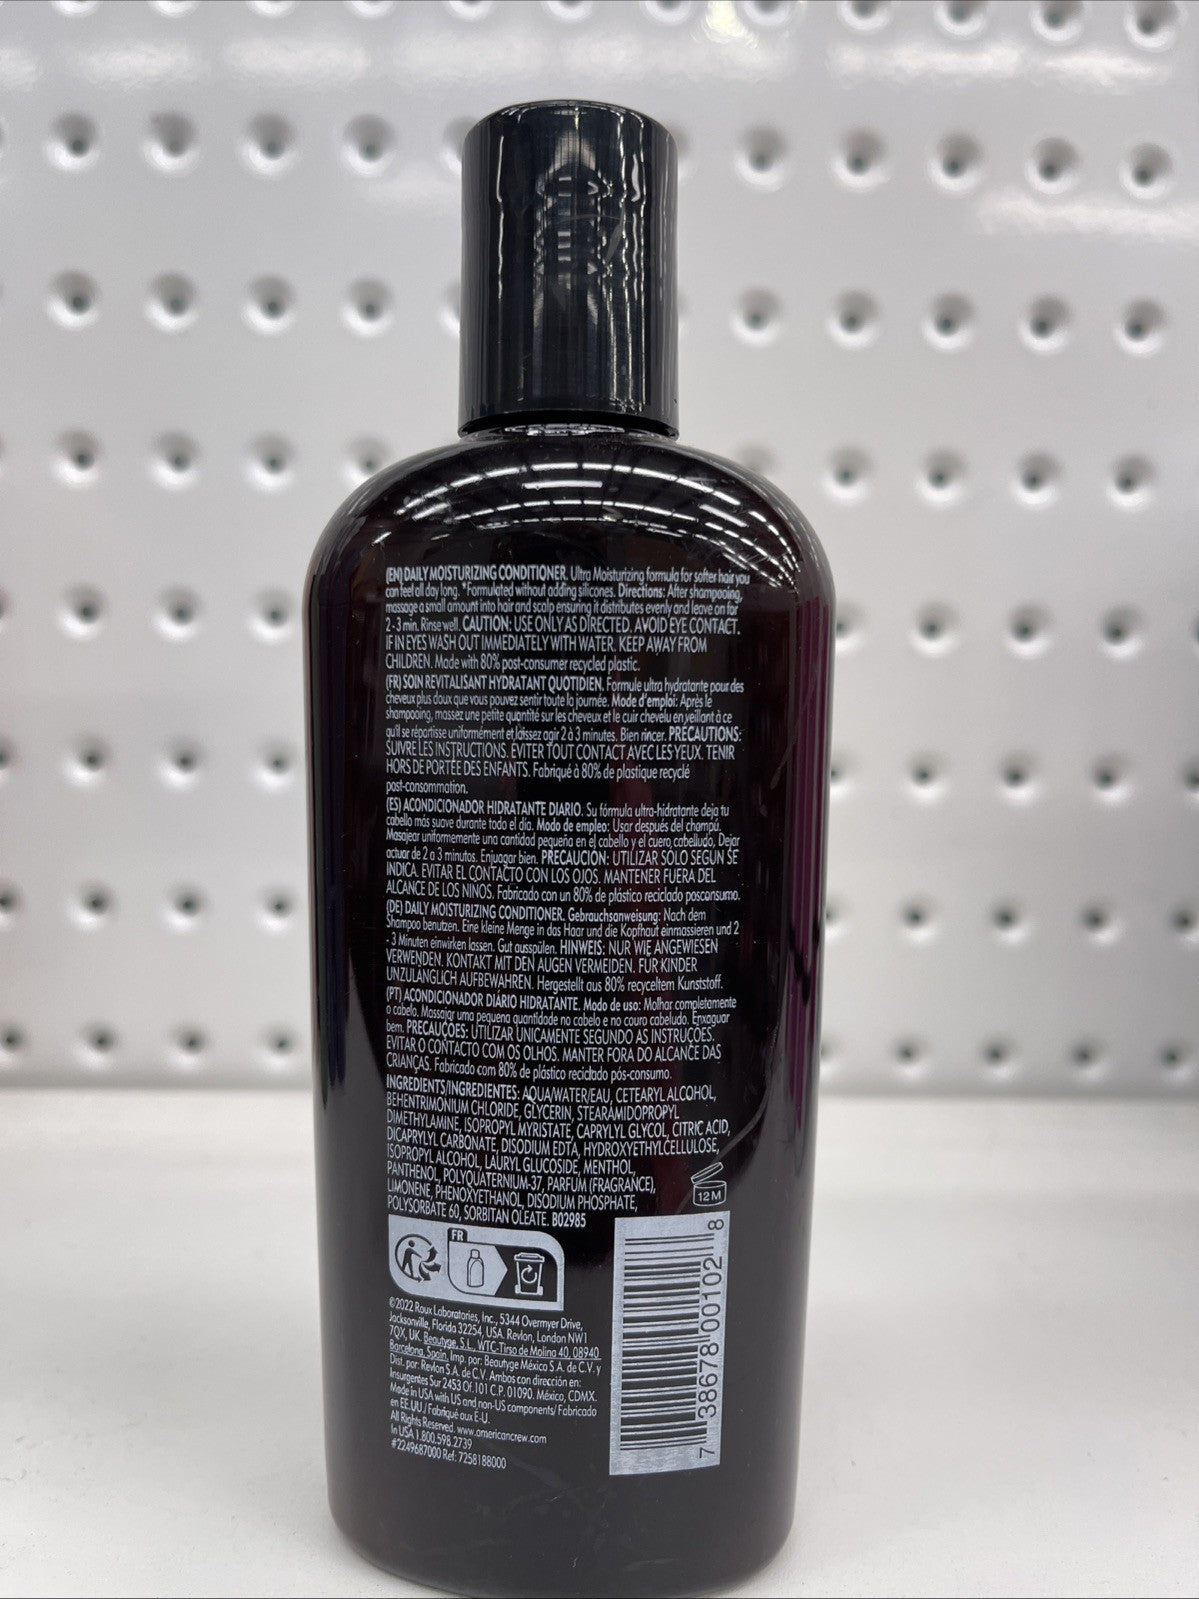 (EN) DAILY MOISTURIZING CONDITIONER. Ultra Moisturizing formula for softer hair you
can feel all day long. *Formulated without adding silicones. Directions: After shampooing,
massage a small amount into hair and scalp ensuring it distributes evenly and leave on for
2 - 3 min. Rinse well. CAUTION: USE ONLY AS DIRECTED. AVOID EYE CONTACT.
IF IN EYES WASH OUT IMMEDIATELY WITH WATER. KEEP AWAY FROM
CHILDREN. Made with 80% post-consumer recycled plastic.
(FR) SOIN REVITALISANT HYDRATANT QUOTIDIEN. Formule ultra hydratante pour des
cheveux plus doux que vous pouvez sentir toute la journée. Mode d'emploi: Après le
shampooing, massez une petite quantité sur les cheveux et le cuir chevelu en veillant à ce
qu'il se répartisse uniformément et laissez agir 2 à 3 minutes. Bien rincer. PRÉCAUTIONS:
SUIVRE LES INSTRUCTIONS. ÉVITER TOUT CONTACT AVEC LES YEUX. TENIR
HORS DE PORTÉE DES ENFANTS. Fabriqué à 80% de plastique recyclé
post-consommation.
(ES) ACONDICIONADOR HIDRATANTE DIARIO. Su fórmula ultra-hidratante deja tu
cabello más suave durante todo el día. Modo de empleo: Usar después del champú.
Masajear uniformemente una cantidad pequeña en el cabello y el cuero cabelludo. Dejar
actuar de 2 a 3 minutos. Enjuagar bien. PRECAUCIÓN: UTILIZAR SOLO SEGÚN SE
INDICA. EVITAR EL CONTACTO CON LOS OJOS. MANTENER FUERA DEL
ALCANCE DE LOS NIÑOS. Fabricado con un 80% de plástico reciclado posconsumo.
(DE) DAILY MOISTURIZING CONDITIONER. Gebrauchsanweisung: Nach dem
Shampoo benutzen. Eine kleine Menge in das Haar und die Kopfhaut einmassieren und 2
- 3 Minuten einwirken lassen. Gut ausspülen. HINWEIS: NUR WIE ANGEWIESEN
VERWENDEN. KONTAKT MIT DEN AUGEN VERMEIDEN. FÜR KINDER
UNZUGÄNGLICH AUFBEWAHREN. Hergestellt aus 80% recyceltem Kunststoff.
(PT) ACONDICIONADOR DIÁRIO HIDRATANTE. Modo de uso: Molhar completamente
o cabelo. Massajar uma pequena quantidade no cabelo e no couro cabeludo. Enxaguar
bem. PRECAUÇÕES: UTILIZAR UNICAMENTE SEGUNDO AS INSTRUÇÕES.
EVITAR O CONTACTO COM OS OLHOS. MANTER FORA DO ALCANCE DAS
CRIANÇAS. Fabricado com 80% de plástico reciclado pós-consumo.
INGREDIENTS/INGREDIENTES: AQUA/WATER/EAU, CETEARYL ALCOHOL,
BEHENTRIMONIUM CHLORIDE, GLYCERIN, STEARAMIDOPROPYL
DIMETHYLAMINE, ISOPROPYL MYRISTATE, CAPRYLYL GLYCOL, CITRIC ACID,
DICAPRYLYL CARBONATE, DISODIUM EDTA, HYDROXYETHYLCELLULOSE,
ISOPROPYL ALCOHOL, LAURYL GLUCOSIDE, MENTHOL,
PANTHENOL, POLYQUATERNIUM-37, PARFUM (FRAGRANCE),
LIMONENE, PHENOXYETHANOL, DISODIUM PHOSPHATE,
POLYSORBATE 60, SORBITAN OLEATE. B02985
12 M
FR
©2022 Roux Laboratories, Inc., 5344 Overmyer Drive,
Jacksonville, Florida 32254, USA. Revlon, London NW1
7QX, UK. Beautyge, S.L., WTC-Tirso de Molina 40, 08940
Barcelona, Spain. Imp. por: Beautyge México S.A. de C.V. y
Dist. por: Revlon S.A. de C.V. Ambos con dirección en:
Insurgentes Sur 2453 Of. 101 C.P. 01090. México, CDMX.
Made in USA with US and non-US components/ Fabricado
en EE.UU./ Fabriqué aux É-U.
All Rights Reserved. www.americancrew.com
In USA 1.800.598.2739
#2249687000 Ref: 7258188000
7 38678 00102 8